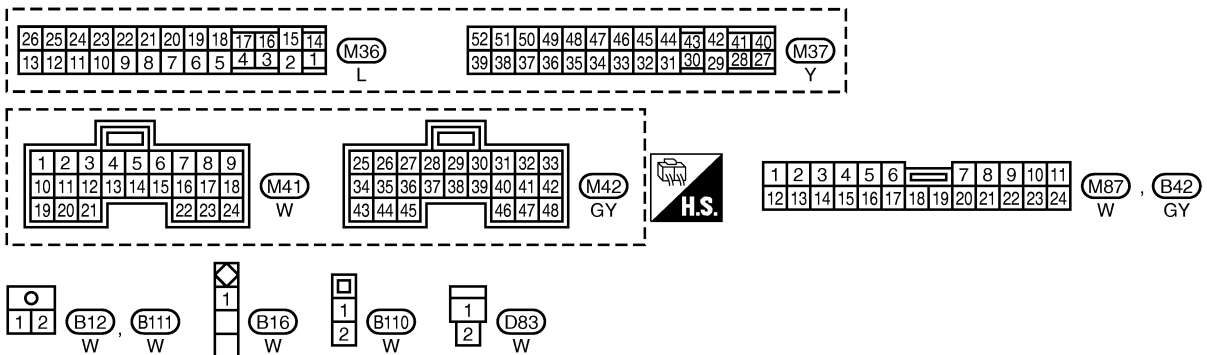 26 25 24 23 22 21 20 19 18 17 16 15 14
13 12 11 10 9 8 7 6 5 4 3 2 1
M36
L
52 51 50 49 48 47 46 45 44 43 42 41 40
39 38 37 36 35 34 33 32 31 30 29 28 27
M37
Y
1 2 3 4 5 6 7 8 9
10 11 12 13 14 15 16 17 18
19 20 21 22 23 24
M41
W
25 26 27 28 29 30 31 32 33
34 35 36 37 38 39 40 41 42
43 44 45 46 47 48
M42
GY
H.S.
1 2 3 4 5 6 7 8 9 10 11
12 13 14 15 16 17 18 19 20 21 22 23 24
M87 , B42
W GY
1 2
B12 , B111
W W
1
B16
W
1
2
B110
W
1
2
D83
W